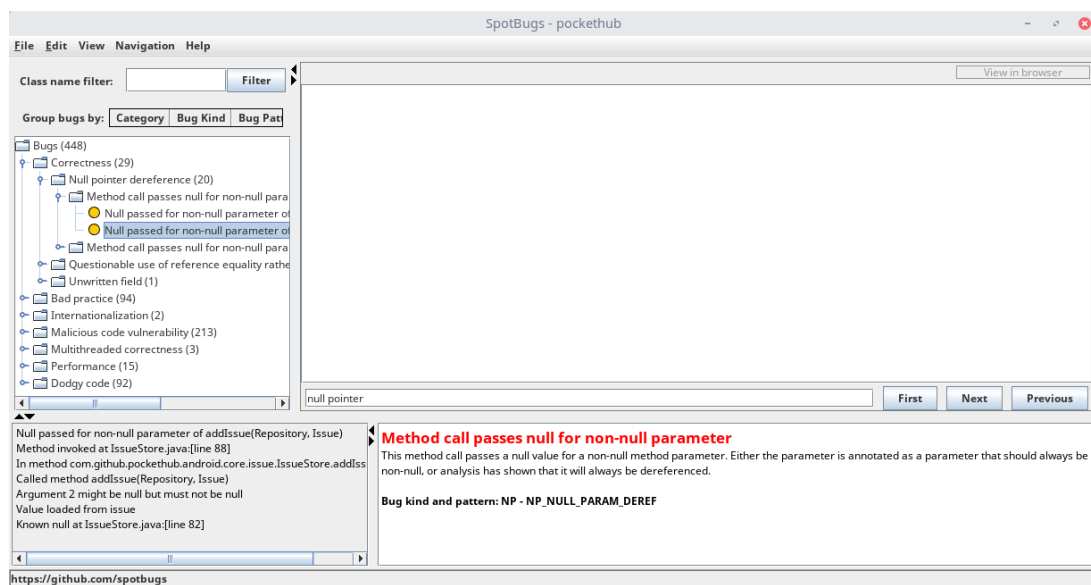 SpotBugs - pockethub
File Edit View Navigation Help
Class name filter: Filter
View in browser
Group bugs by: Category Bug Kind Bug Pat
Bugs (448)
Correctness (29)
Null pointer dereference (20)
Method call passes null for non-null para
Null passed for non-null parameter of
Null passed for non-null parameter of
Method call passes null for non-null para
Questionable use of reference equality rathe
Unwritten field (1)
Bad practice (94)
Internationalization (2)
Malicious code vulnerability (213)
Multithreaded correctness (3)
Performance (15)
Dodgy code (92)
null pointer First Next Previous
Null passed for non-null parameter of addIssue(Repository, Issue)
Method invoked at IssueStore.java:[line 88]
In method com.github.pockethub.android.core.issue.IssueStore.addIss
Called method addIssue(Repository, Issue)
Argument 2 might be null but must not be null
Value loaded from issue
Known null at IssueStore.java:[line 82]
Method call passes null for non-null parameter
This method call passes a null value for a non-null method parameter. Either the parameter is annotated as a parameter that should always be
non-null, or analysis has shown that it will always be dereferenced.
Bug kind and pattern: NP - NP_NULL_PARAM_DEREF
https://github.com/spotbugs